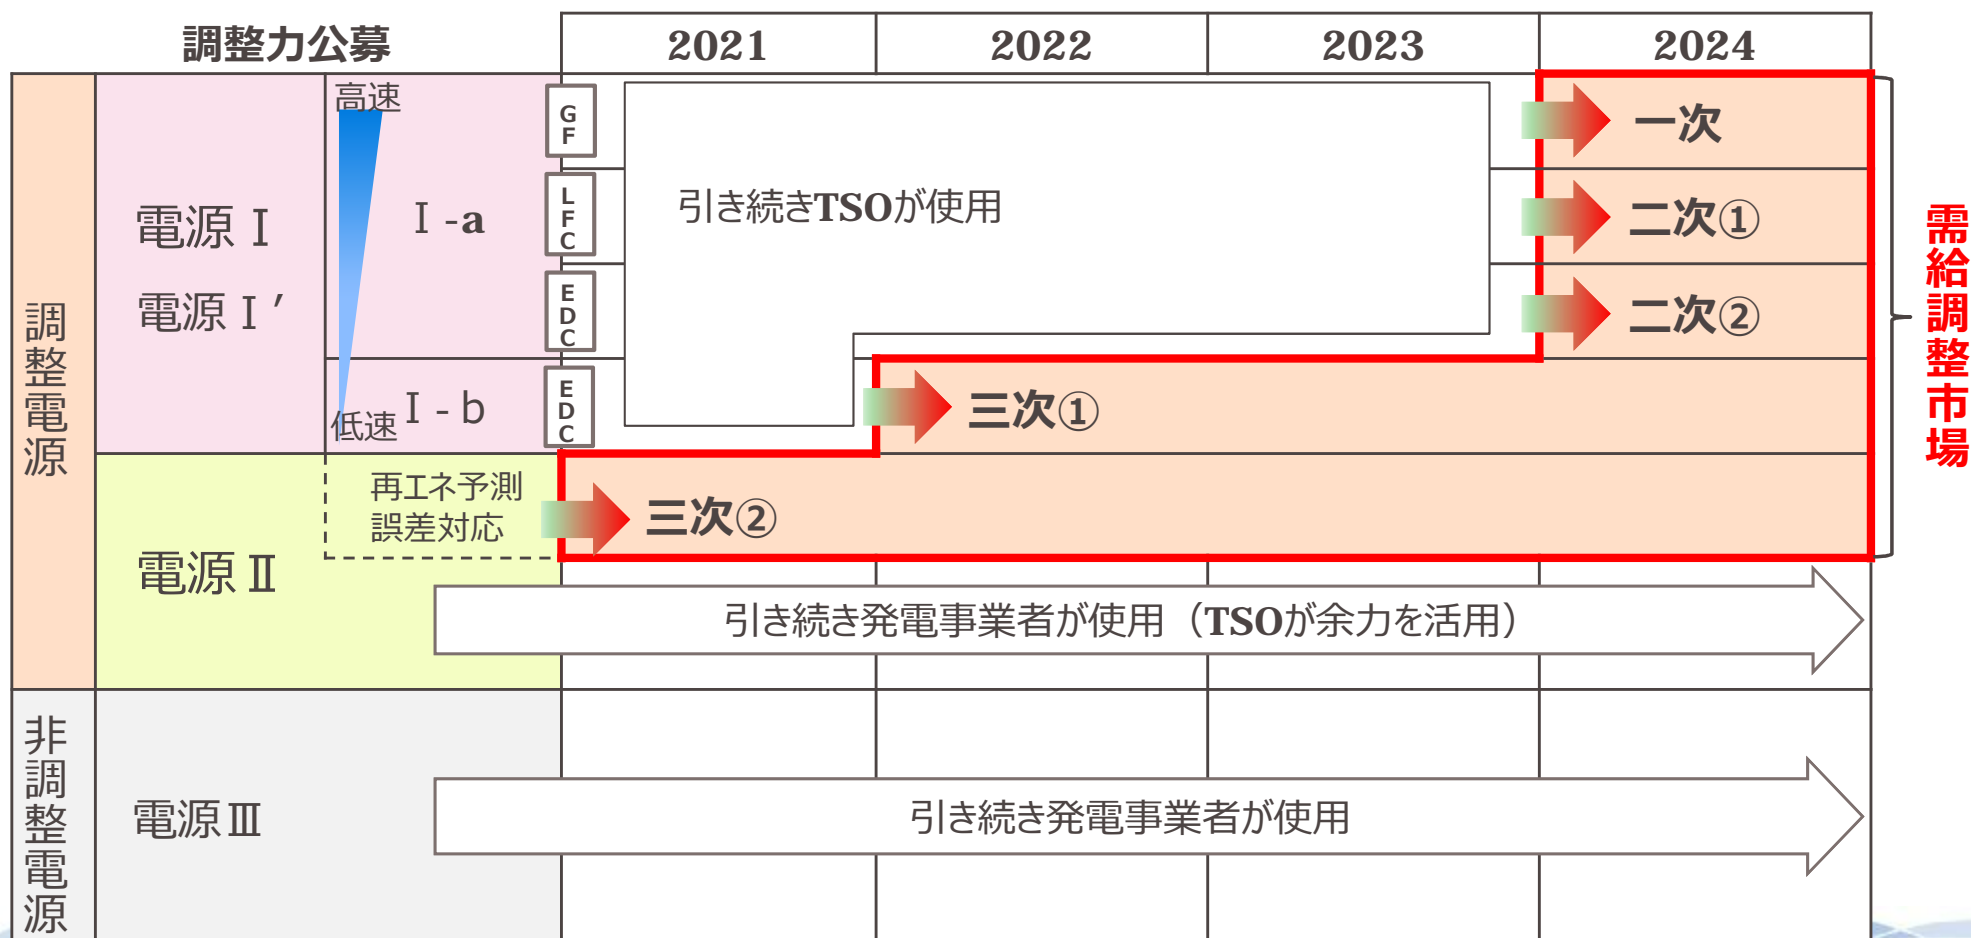 調整力公募
2021
2022
2023
2024
調整電源
電源Ⅰ
電源Ⅰ′
高速
低速
Ⅰ-a
GF
LFC
EDC
引き続きTSOが使用
一次
二次①
二次②
Ⅰ-b
EDC
三次①
電源Ⅱ
再エネ予測
誤差対応
三次②
引き続き発電事業者が使用（TSOが余力を活用）
需給調整市場
非調整電源
電源Ⅲ
引き続き発電事業者が使用